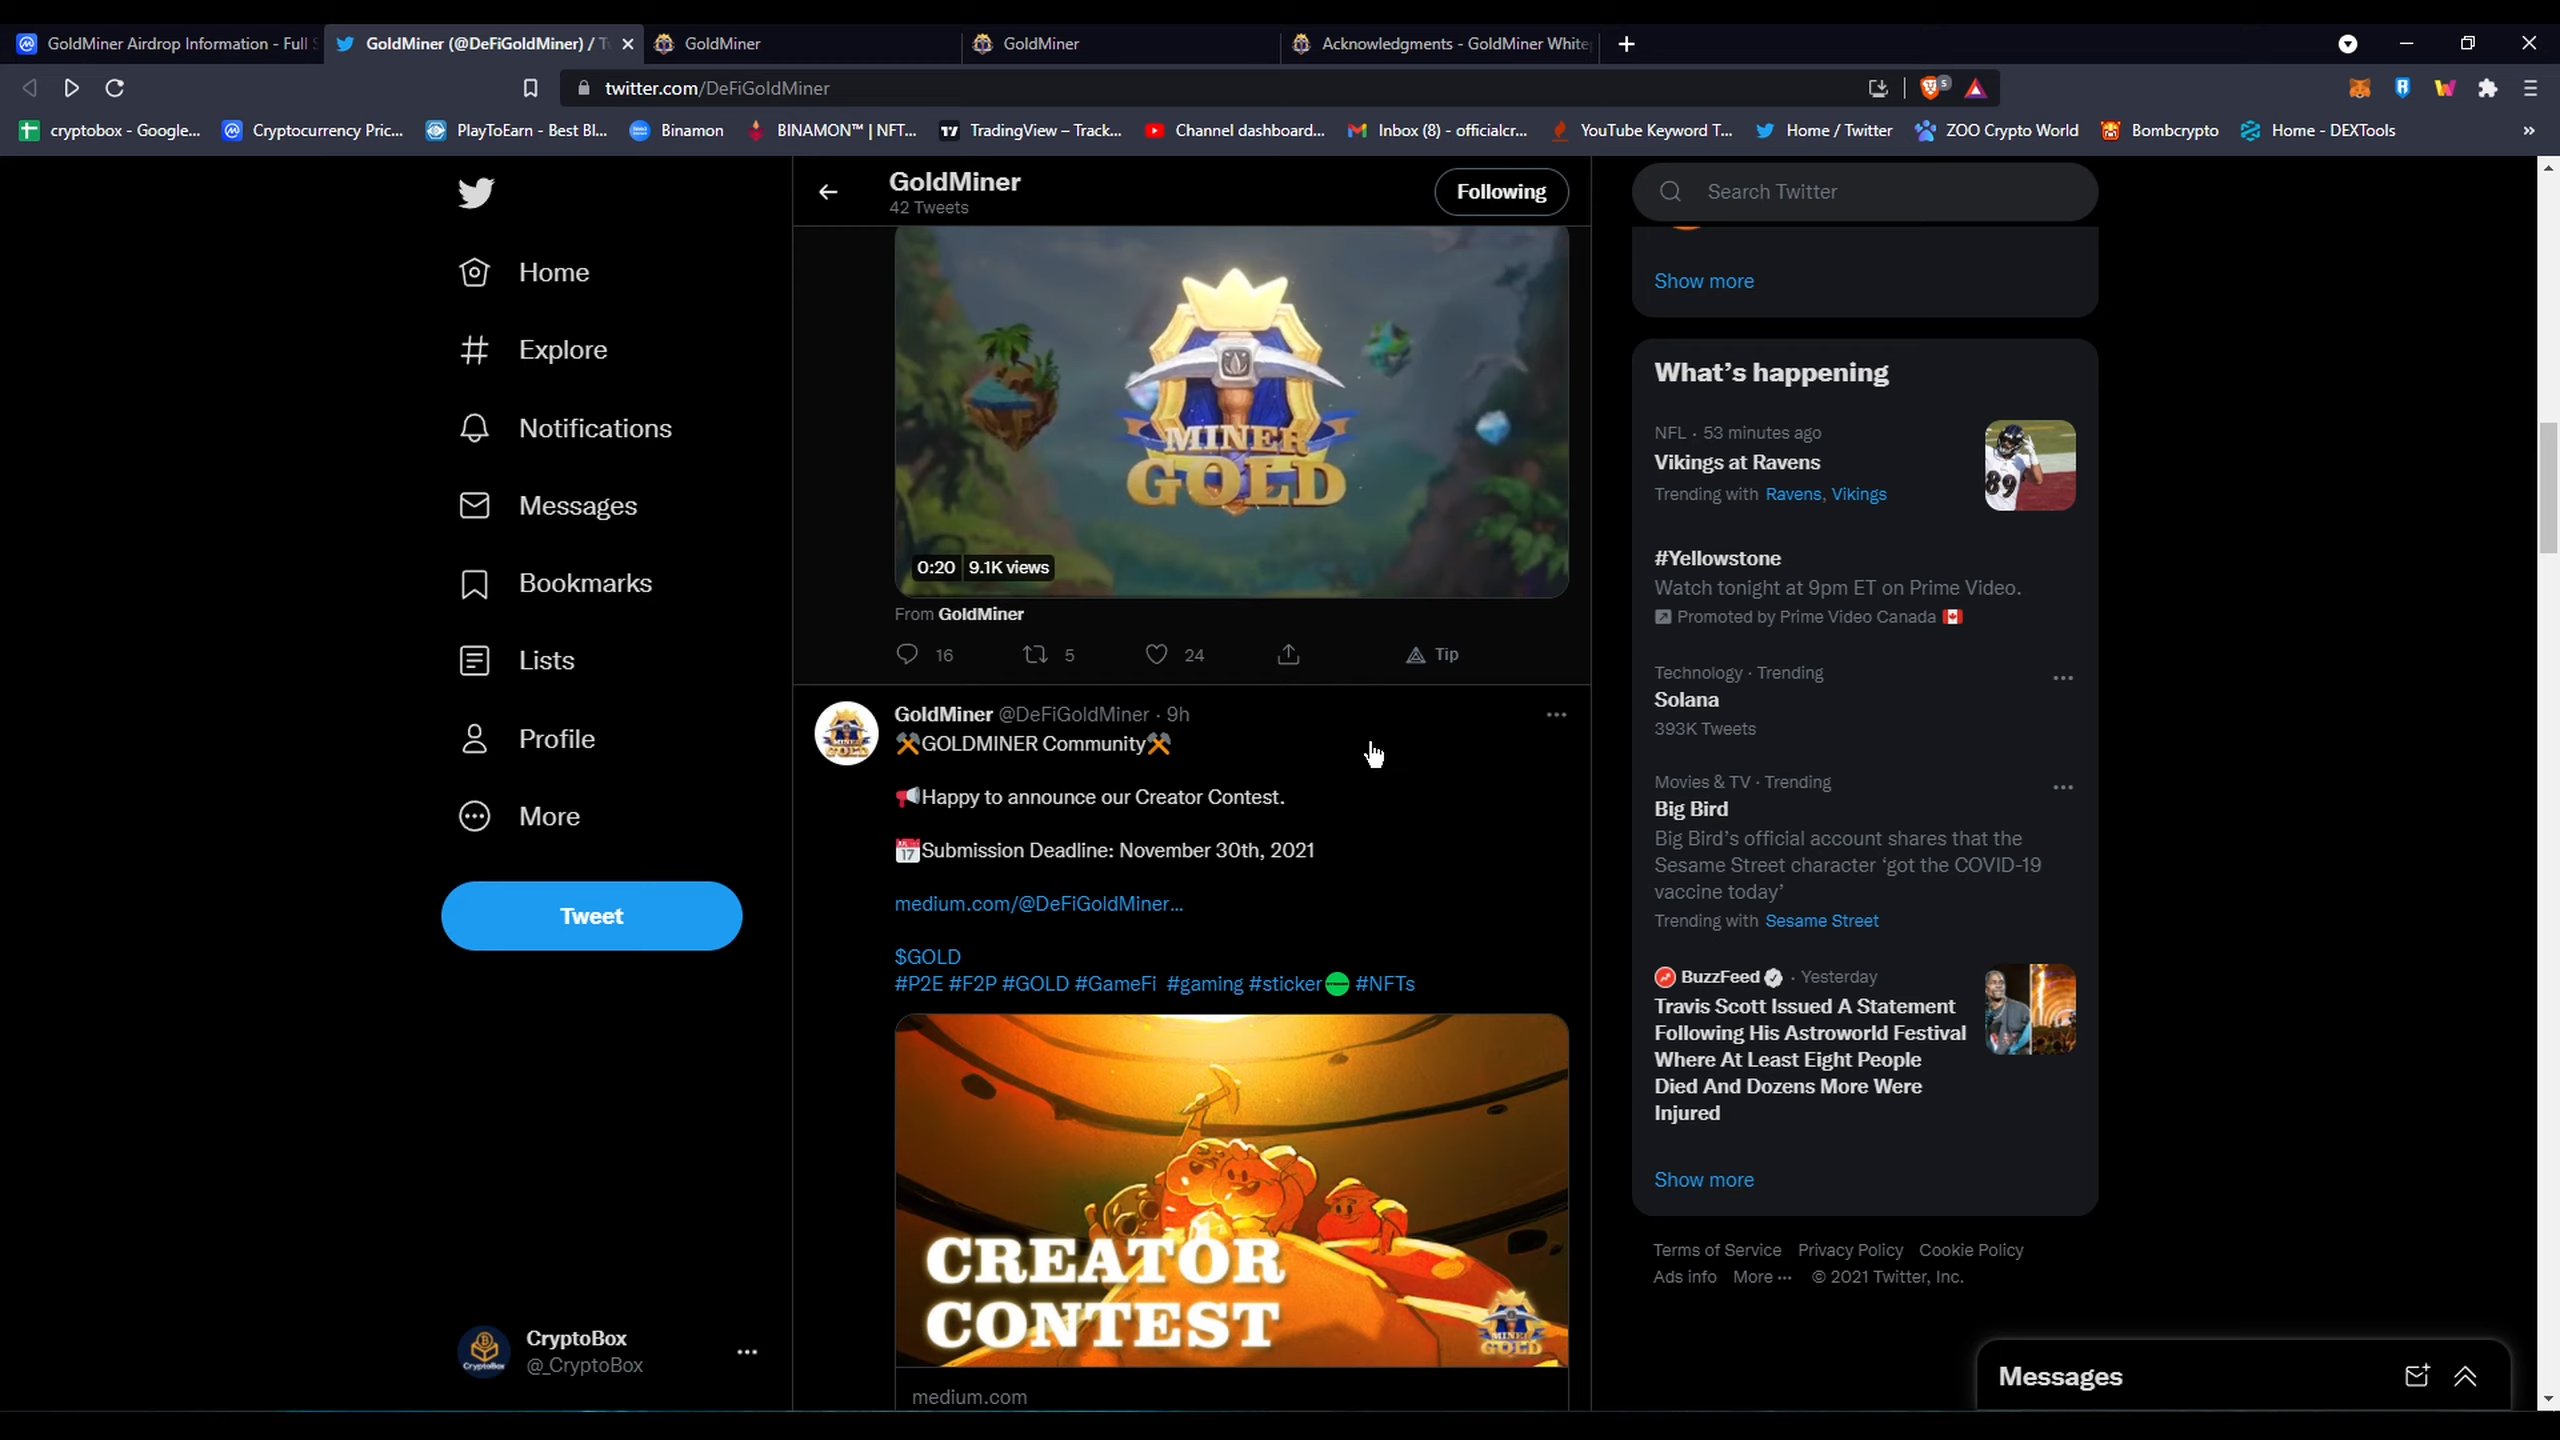 GoldMiner Airdrop Information - Full S
GoldMiner (@DeFiGoldMiner) / T
GoldMiner
GoldMiner
Acknowledgments - GoldMiner White
twitter.com/DeFiGoldMiner
5
cryptobox - Google...
Cryptocurrency Pric...
PlayToEarn - Best Bl...
Binamon
BINAMON™ | NFT...
TradingView – Track...
Channel dashboard...
Inbox (8) - officialcr...
YouTube Keyword T...
Home / Twitter
ZOO Crypto World
Bombcrypto
Home - DEXTools
Home
Explore
Notifications
Messages
Bookmarks
Lists
Profile
More
Tweet
CryptoBox
@_CryptoBox
GoldMiner
42 Tweets
Following
MINER
GOLD
0:20
9.1K views
From GoldMiner
16
5
24
Tip
GoldMiner @DeFiGoldMiner · 9h
⚒GOLDMINER Community⚒
📢Happy to announce our Creator Contest.
📅Submission Deadline: November 30th, 2021
medium.com/@DeFiGoldMiner...
$GOLD
#P2E #F2P #GOLD #GameFi #gaming #sticker #NFTs
CREATOR
CONTEST
MINER
GOLD
medium.com
Search Twitter
Show more
What's happening
NFL · 53 minutes ago
Vikings at Ravens
Trending with Ravens, Vikings
89
#Yellowstone
Watch tonight at 9pm ET on Prime Video.
Promoted by Prime Video Canada 🇨🇦
Technology · Trending
Solana
393K Tweets
Movies & TV · Trending
Big Bird
Big Bird's official account shares that the
Sesame Street character 'got the COVID-19
vaccine today'
Trending with Sesame Street
BuzzFeed · Yesterday
Travis Scott Issued A Statement
Following His Astroworld Festival
Where At Least Eight People
Died And Dozens More Were
Injured
Show more
Terms of Service Privacy Policy Cookie Policy
Ads info More ··· © 2021 Twitter, Inc.
Messages